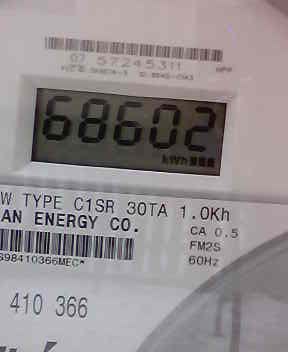 07 57245311
68602
kWh
W TYPE C1SR 30TA 1.0Kh
AN ENERGY CO.
CA 0.5
FM2S
60Hz
98410366MEC*
410 366